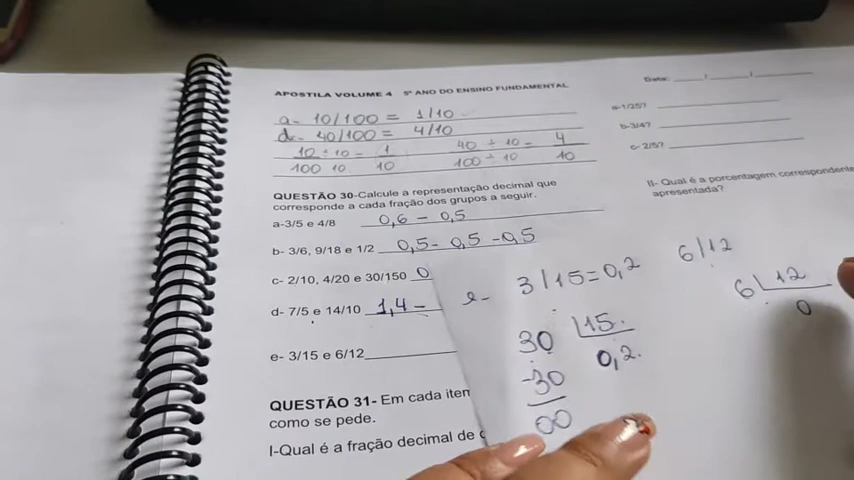 APOSTILA VOLUME 4 5º ANO DO ENSINO FUNDAMENTAL
a- 10/100 = 1/10
d- 40/100 = 4/10
10 ÷ 10 = 1 40 ÷ 10 = 4
100 10 10 100 ÷ 10 10
QUESTÃO 30-Calcule a representação decimal que
corresponde a cada fração dos grupos a seguir.
a-3/5 e 4/8 0,6 - 0,5
b- 3/6, 9/18 e 1/2 0,5 - 0,5 - 0,5
c- 2/10, 4/20 e 30/150 0
d- 7/5 e 14/10 1,4 -
e- 3/15 e 6/12
QUESTÃO 31- Em cada item
como se pede.
I-Qual é a fração decimal de
Data: / /
a-1/25?
b-3/4?
c- 2/5?
II- Qual é a porcentagem correspondente
apresentada?
e- 3/15=0,2
30 15
-30 0,2
00
6/12
6 12
0